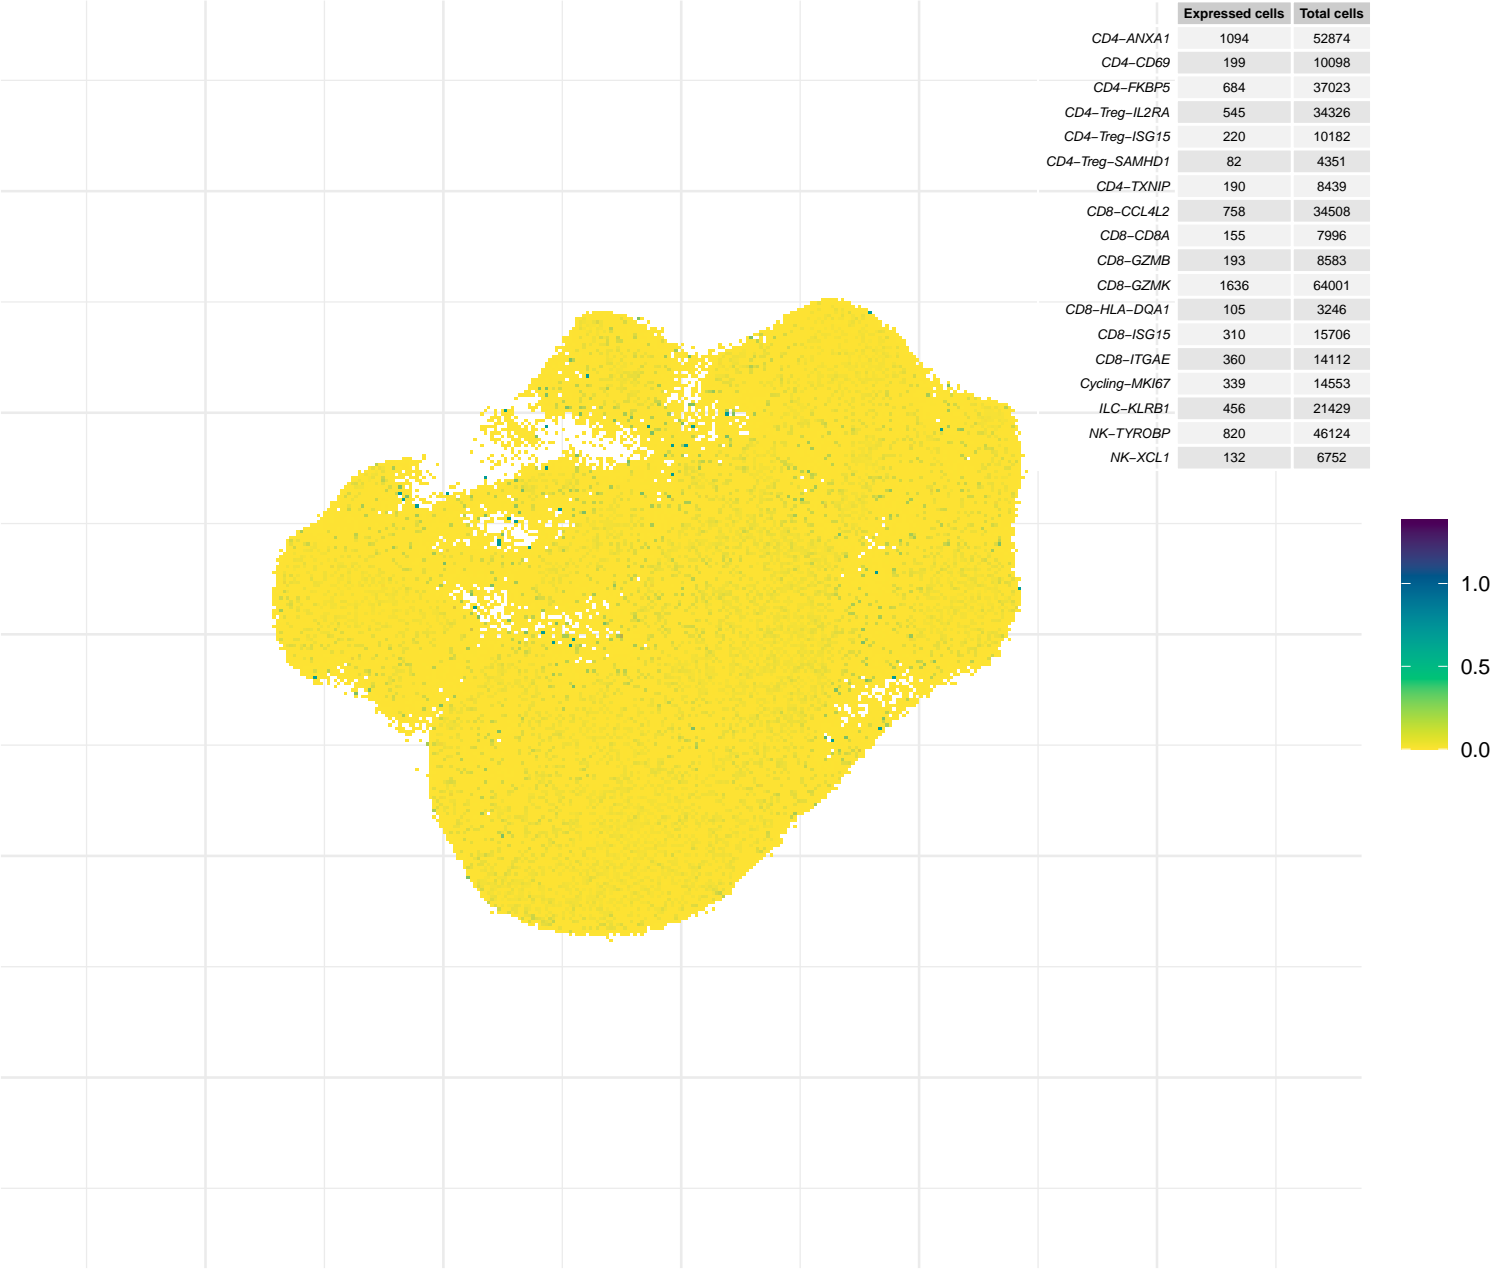 Expressed cells Total cells
CD4−ANXA1 1094 52874
CD4−CD69 199 10098
CD4−FKBP5 684 37023
CD4−Treg−IL2RA 545 34326
CD4−Treg−ISG15 220 10182
CD4−Treg−SAMHD1 82 4351
CD4−TXNIP 190 8439
CD8−CCL4L2 758 34508
CD8−CD8A 155 7996
CD8−GZMB 193 8583
CD8−GZMK 1636 64001
CD8−HLA−DQA1 105 3246
CD8−ISG15 310 15706
CD8−ITGAE 360 14112
Cycling−MKI67 339 14553
ILC−KLRB1 456 21429
NK−TYROBP 820 46124
NK−XCL1 132 6752
1.0
0.5
0.0